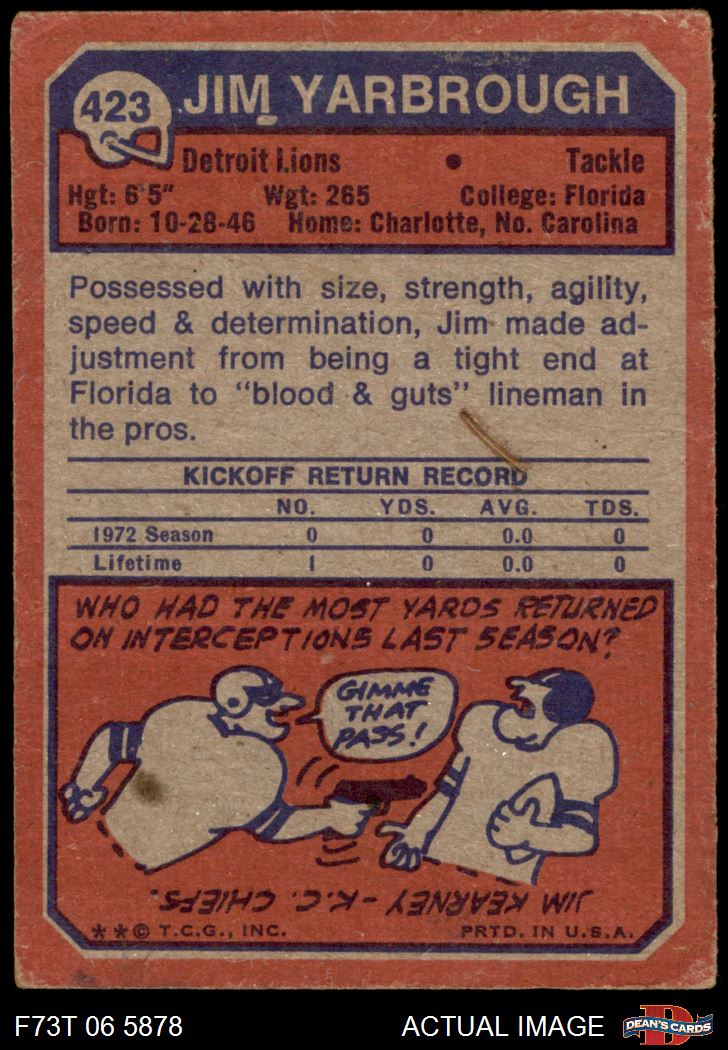 423
JIM YARBROUGH
Detroit Lions • Tackle
Hgt: 6'5" Wgt: 265 College: Florida
Born: 10-28-46 Home: Charlotte, No. Carolina
Possessed with size, strength, agility,
speed & determination, Jim made ad-
justment from being a tight end at
Florida to "blood & guts" lineman in
the pros.
KICKOFF RETURN RECORD
NO. YDS. AVG. TDS.
1972 Season 0 0 0.0 0
Lifetime 1 0 0.0 0
WHO HAD THE MOST YARDS RETURNED
ON INTERCEPTIONS LAST SEASON?
GIMME
THAT
PASS!
JIM KEARNEY - K.C. CHIEFS.
**© T.C.G., INC. PRTD. IN U.S.A.
F73T 06 5878 ACTUAL IMAGE
D
DEAN'S CARDS